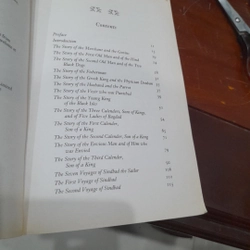 Contents
Preface
Introduction
The Story of the Merchant and the Genius
The Story of the First Old Man and of the Hind
The Story of the Second Old Man and of the Two
Black Dogs
The Story of the Fisherman
The Story of the Greek King and the Physician Douban
The Story of the Husband and the Parrot
The Story of the Vizir who was Punished
The Story of the Young King
of the Black Isles
The Story of the Three Calenders, Sons of Kings,
and of Five Ladies of Bagdad
The Story of the First Calender,
Son of a King
The Story of the Second Calender, Son of a King
The Story of the Envious Man and of Him who
was Envied
The Story of the Third Calender,
Son of a King
The Seven Voyages of Sindbad the Sailor
The First Voyage of Sindbad
The Second Voyage of Sindbad